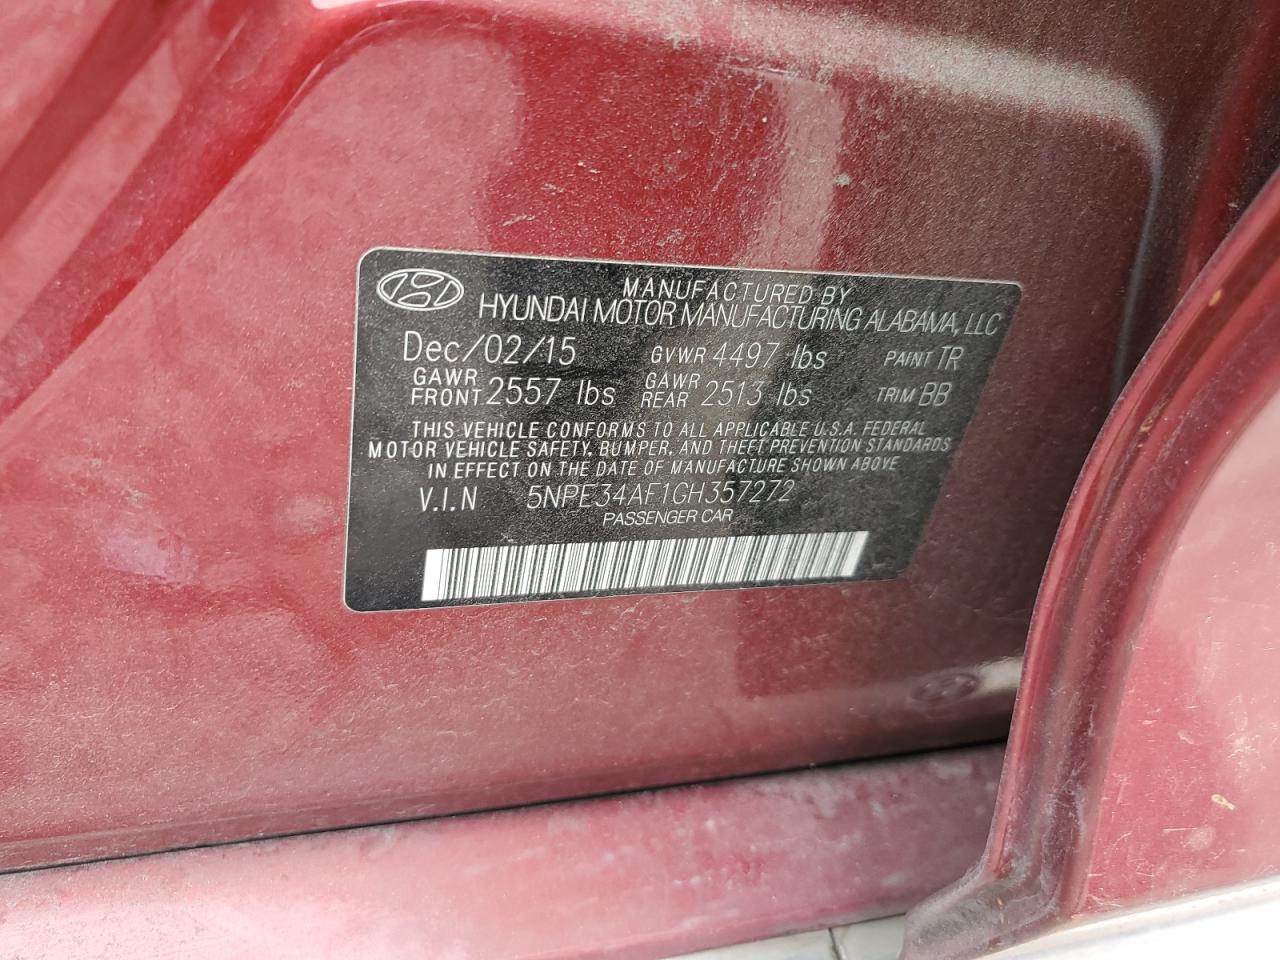 MANUFACTURED BY
HYUNDAI MOTOR MANUFACTURING ALABAMA, LLC
Dec/02/15 GVWR 4497 lbs PAINT TR
GAWR FRONT 2557 lbs GAWR REAR 2513 lbs TRIM BB
THIS VEHICLE CONFORMS TO ALL APPLICABLE U.S.A. FEDERAL
MOTOR VEHICLE SAFETY, BUMPER, AND THEFT PREVENTION STANDARDS
IN EFFECT ON THE DATE OF MANUFACTURE SHOWN ABOVE
V.I.N 5NPE34AF1GH357272
PASSENGER CAR